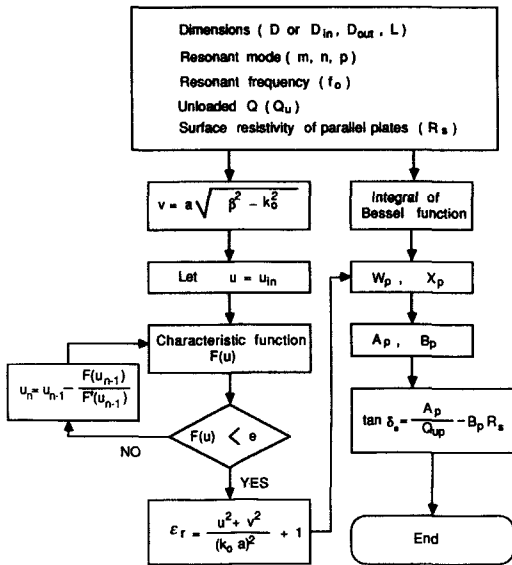 Dimensions ( D or D_in , D_out , L )
Resonant mode ( m, n, p )
Resonant frequency ( f_o )
Unloaded Q ( Q_u )
Surface resistivity of parallel plates ( R_s )
v = a √(β² − k_o²)
Let u = u_in
Characteristic function
F(u)
u_n = u_n-1 − F(u_n-1) / F'(u_n-1)
F(u) < e
NO
YES
ε_r = (u² + v²) / (k_o a)² + 1
Integral of
Bessel function
W_p , X_p
A_p , B_p
tan δ_e = A_p / Q_up − B_p R_s
End